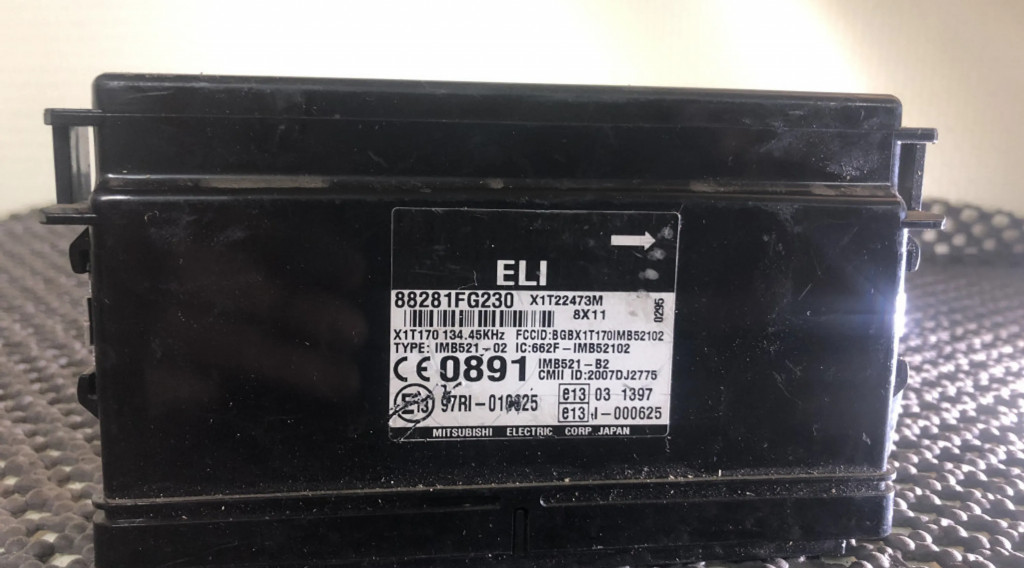 ELI
88281FG230 X1T22473M
8X11
0295
X1T170 134.45KHz FCCID:BGBX1T170IMB52102
TYPE: IMB521-02 IC:662F-IMB52102
CE 0891 IMB521-B2
CMII ID:2007DJ2775
E13 97RI-010625 e13 03 1397
e13 I-000625
MITSUBISHI ELECTRIC CORP. JAPAN